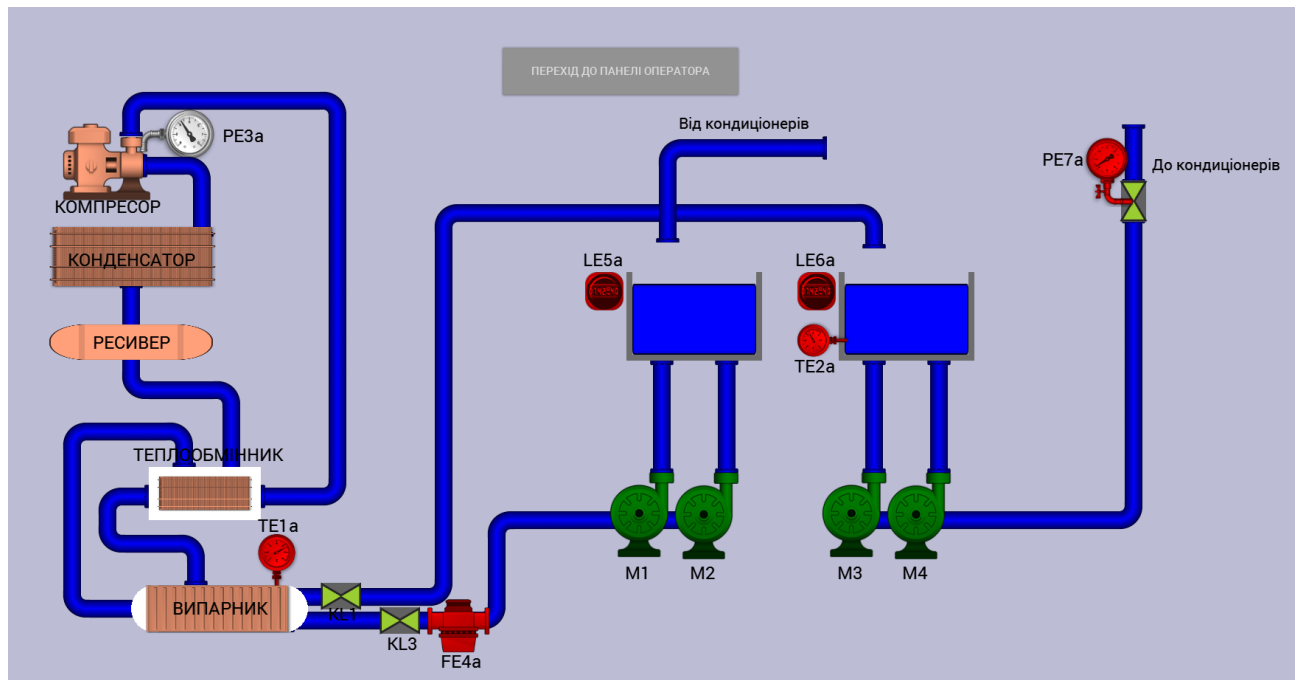 ПЕРЕХІД ДО ПАНЕЛІ ОПЕРАТОРА
Від кондиціонерів
PE3a
PE7a
До кондиціонерів
КОМПРЕСОР
КОНДЕНСАТОР
LE5a
LE6a
РЕСИВЕР
TE2a
ТЕПЛООБМІННИК
TE1a
M1
M2
M3
M4
ВИПАРНИК
KL1
KL3
FE4a